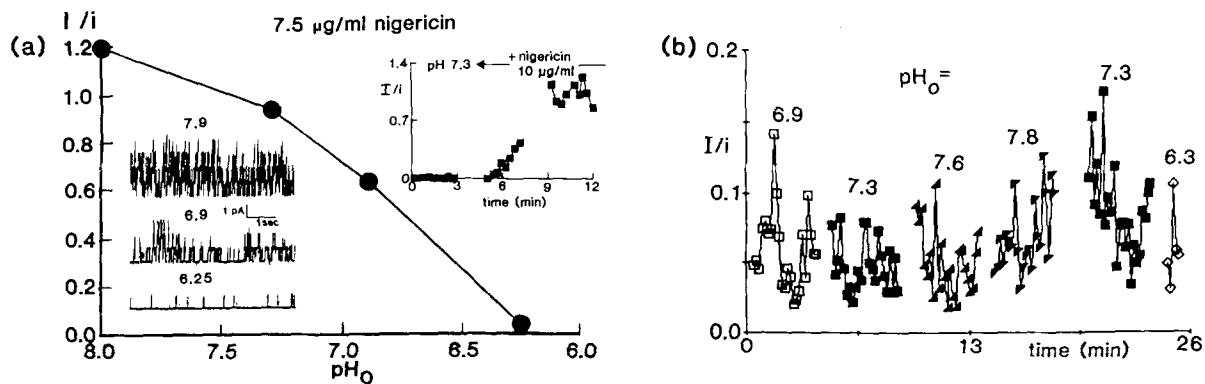 (a)
I/i
7.5 µg/ml nigericin
1.2
1.0
0.8
0.6
0.4
0.2
0.0
8.0
7.5
7.0
6.5
6.0
pHO
7.9
6.9
1 pA
1sec
6.25
1.4
I/i
0.7
0
pH 7.3
+ nigericin
10 µg/ml
0
3
6
9
12
time (min)
(b)
0.2
I/i
0.1
0.0
pHO=
6.9
7.3
7.6
7.8
7.3
6.3
0
13
26
time (min)